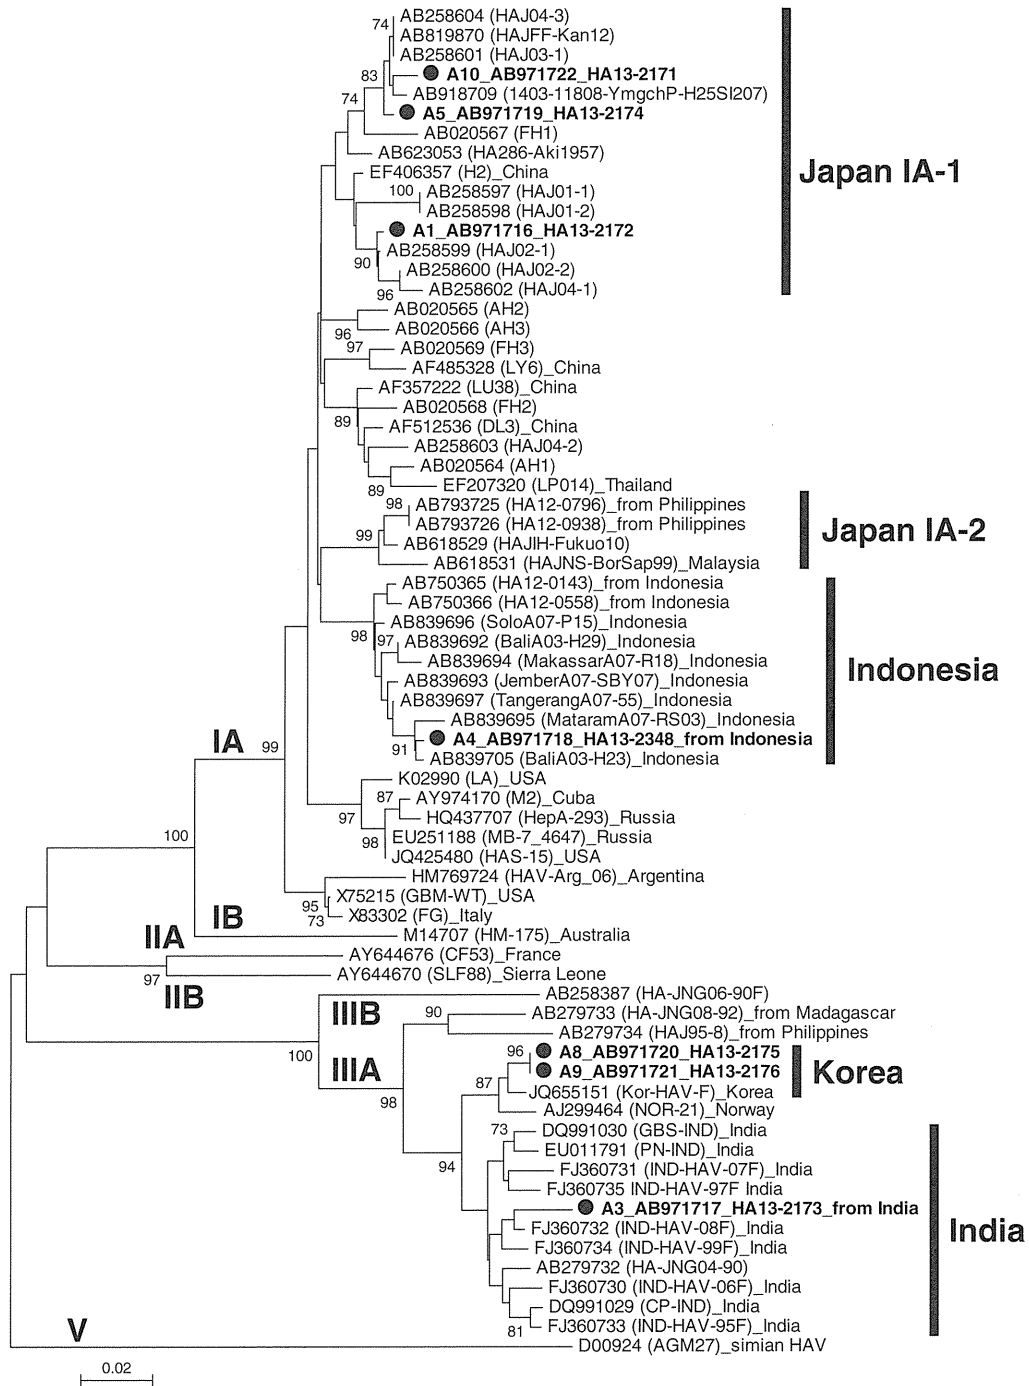 AB258604 (HAJ04-3)
74
AB819870 (HAJFF-Kan12)
AB258601 (HAJ03-1)
83
A10_AB971722_HA13-2171
AB918709 (1403-11808-YmgchP-H25SI207)
74
A5_AB971719_HA13-2174
AB020567 (FH1)
AB623053 (HA286-Aki1957)
Japan IA-1
EF406357 (H2)_China
100
AB258597 (HAJ01-1)
AB258598 (HAJ01-2)
A1_AB971716_HA13-2172
AB258599 (HAJ02-1)
90
AB258600 (HAJ02-2)
96
AB258602 (HAJ04-1)
AB020565 (AH2)
96
AB020566 (AH3)
97
AB020569 (FH3)
AF485328 (LY6)_China
AF357222 (LU38)_China
AB020568 (FH2)
89
AF512536 (DL3)_China
AB258603 (HAJ04-2)
AB020564 (AH1)
89
EF207320 (LP014)_Thailand
98
AB793725 (HA12-0796)_from Philippines
AB793726 (HA12-0938)_from Philippines
Japan IA-2
99
AB618529 (HAJIH-Fukuo10)
AB618531 (HAJNS-BorSap99)_Malaysia
AB750365 (HA12-0143)_from Indonesia
AB750366 (HA12-0558)_from Indonesia
AB839696 (SoloA07-P15)_Indonesia
98
97
AB839692 (BaliA03-H29)_Indonesia
AB839694 (MakassarA07-R18)_Indonesia
Indonesia
AB839693 (JemberA07-SBY07)_Indonesia
AB839697 (TangerangA07-55)_Indonesia
AB839695 (MataramA07-RS03)_Indonesia
IA
99
91
A4_AB971718_HA13-2348_from Indonesia
AB839705 (BaliA03-H23)_Indonesia
K02990 (LA)_USA
87
AY974170 (M2)_Cuba
97
HQ437707 (HepA-293)_Russia
100
98
EU251188 (MB-7_4647)_Russia
JQ425480 (HAS-15)_USA
HM769724 (HAV-Arg_06)_Argentina
95
X75215 (GBM-WT)_USA
73
X83302 (FG)_Italy
IB
M14707 (HM-175)_Australia
IIA
AY644676 (CF53)_France
97
AY644670 (SLF88)_Sierra Leone
IIB
AB258387 (HA-JNG06-90F)
IIIB
90
AB279733 (HA-JNG08-92)_from Madagascar
AB279734 (HAJ95-8)_from Philippines
100
96
A8_AB971720_HA13-2175
IIIA
A9_AB971721_HA13-2176
Korea
87
JQ655151 (Kor-HAV-F)_Korea
98
AJ299464 (NOR-21)_Norway
73
DQ991030 (GBS-IND)_India
EU011791 (PN-IND)_India
94
FJ360731 (IND-HAV-07F)_India
FJ360735 IND-HAV-97F India
A3_AB971717_HA13-2173_from India
FJ360732 (IND-HAV-08F)_India
India
FJ360734 (IND-HAV-99F)_India
AB279732 (HA-JNG04-90)
FJ360730 (IND-HAV-06F)_India
DQ991029 (CP-IND)_India
81
FJ360733 (IND-HAV-95F)_India
V
D00924 (AGM27)_simian HAV
0.02